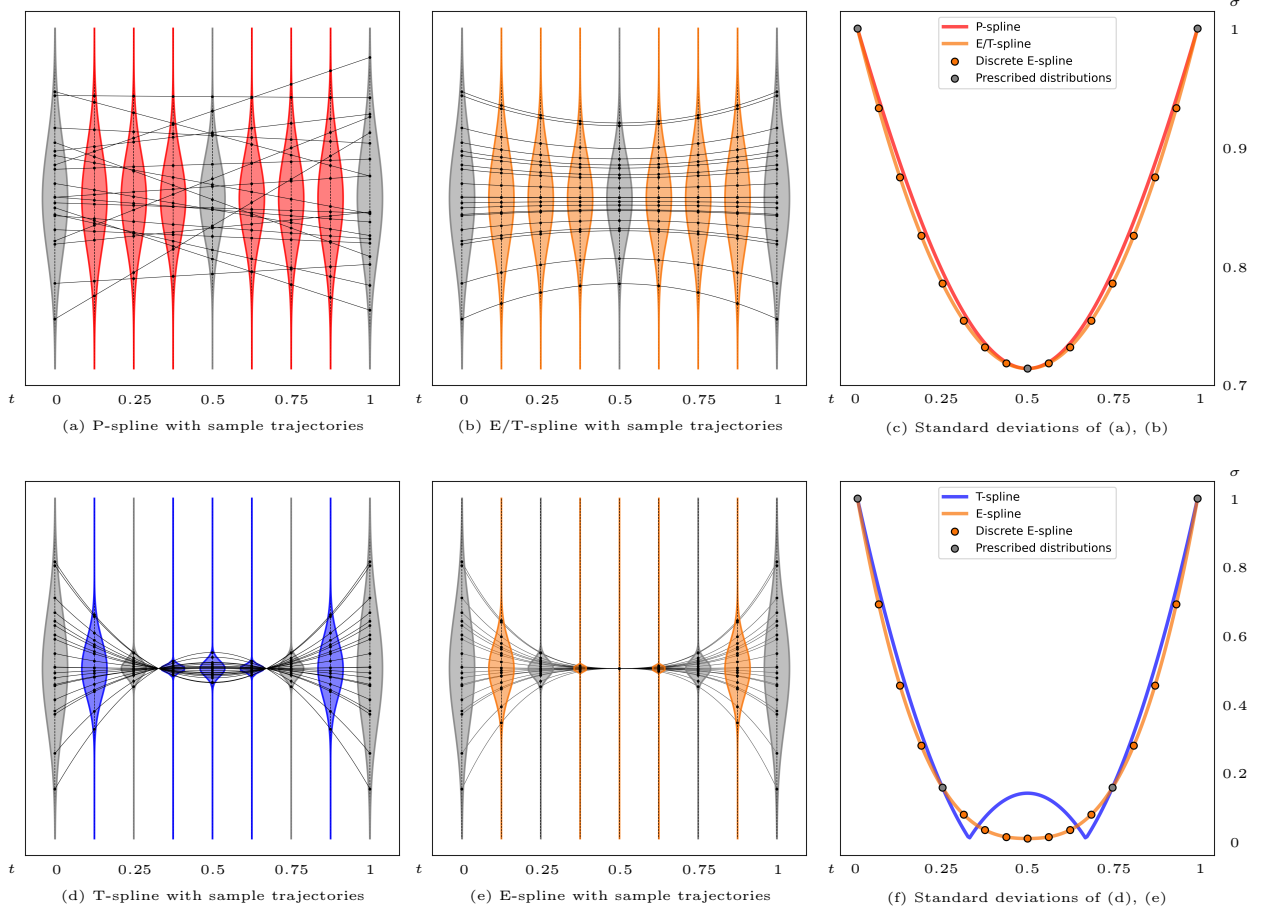 σ
P-spline
E/T-spline
Discrete E-spline
Prescribed distributions
1
0.9
0.8
0.7
t 0 0.25 0.5 0.75 1
t 0 0.25 0.5 0.75 1
t 0 0.25 0.5 0.75 1
(a) P-spline with sample trajectories
(b) E/T-spline with sample trajectories
(c) Standard deviations of (a), (b)
σ
T-spline
E-spline
Discrete E-spline
Prescribed distributions
1
0.8
0.6
0.4
0.2
0
t 0 0.25 0.5 0.75 1
t 0 0.25 0.5 0.75 1
t 0 0.25 0.5 0.75 1
(d) T-spline with sample trajectories
(e) E-spline with sample trajectories
(f) Standard deviations of (d), (e)